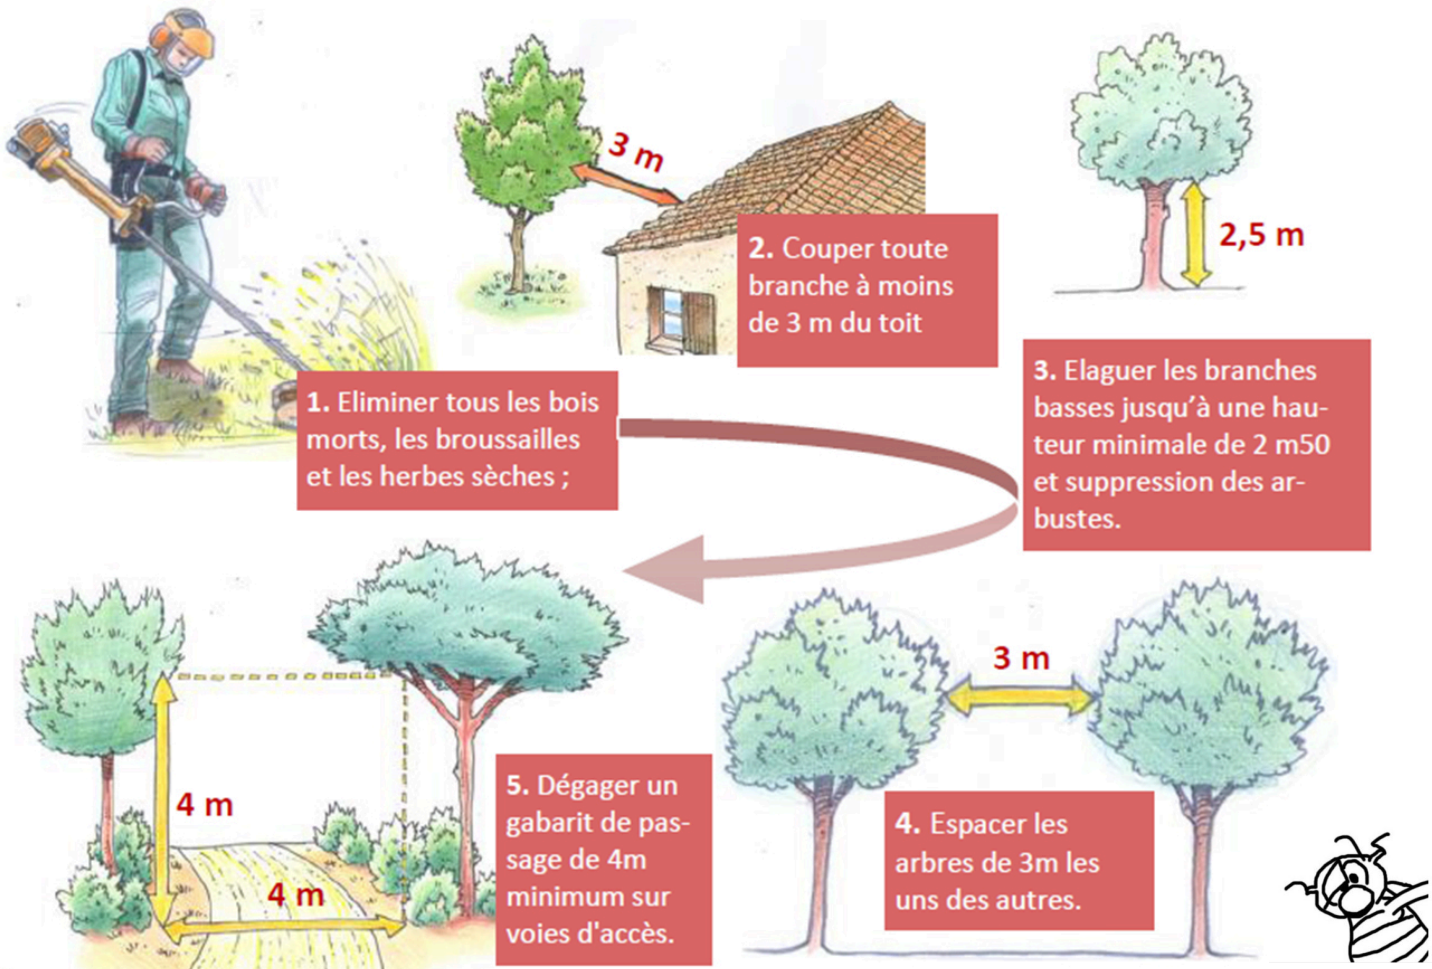 1. Eliminer tous les bois
morts, les broussailles
et les herbes sèches ;
3 m
2. Couper toute
branche à moins
de 3 m du toit
2,5 m
3. Elaguer les branches
basses jusqu'à une hau-
teur minimale de 2 m50
et suppression des ar-
bustes.
3 m
4. Espacer les
arbres de 3m les
uns des autres.
4 m
4 m
5. Dégager un
gabarit de pas-
sage de 4m
minimum sur
voies d'accès.